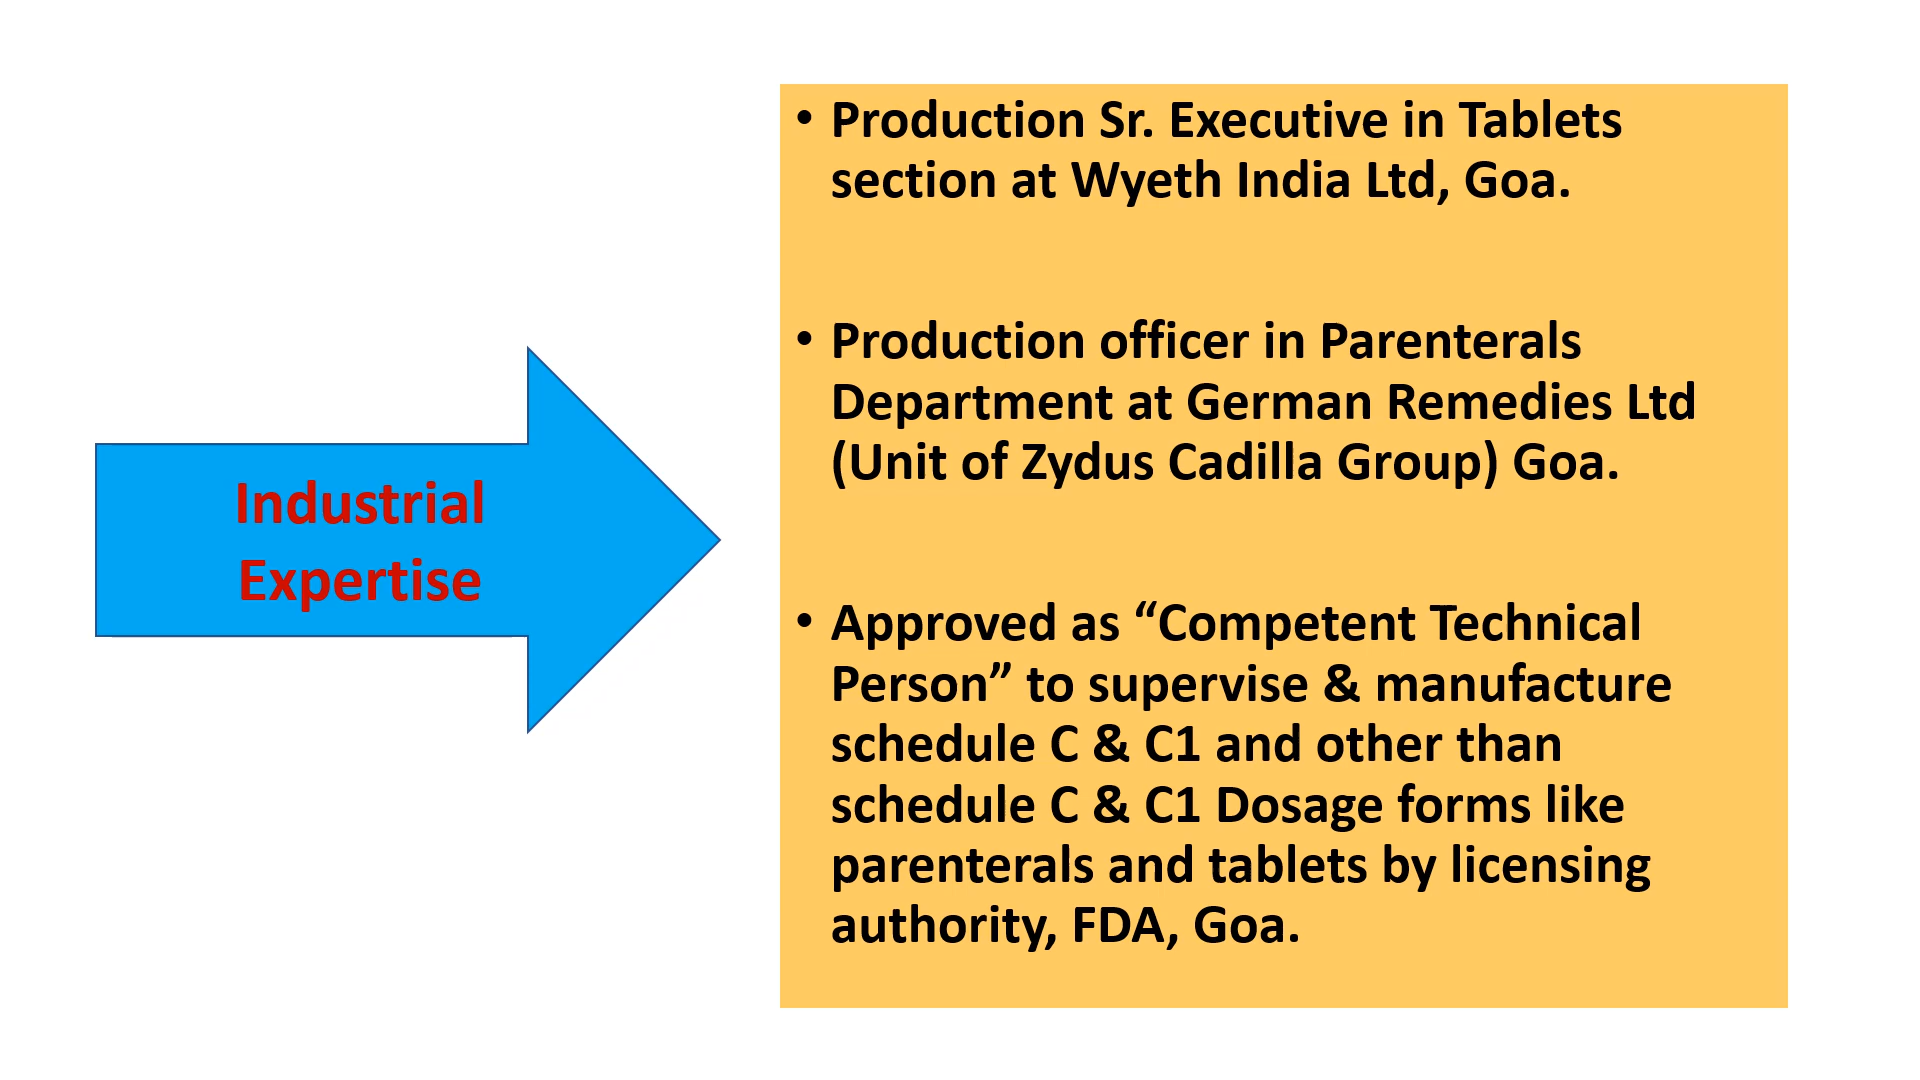 Industrial
Expertise
• Production Sr. Executive in Tablets
section at Wyeth India Ltd, Goa.
• Production officer in Parenterals
Department at German Remedies Ltd
(Unit of Zydus Cadilla Group) Goa.
• Approved as “Competent Technical
Person” to supervise & manufacture
schedule C & C1 and other than
schedule C & C1 Dosage forms like
parenterals and tablets by licensing
authority, FDA, Goa.